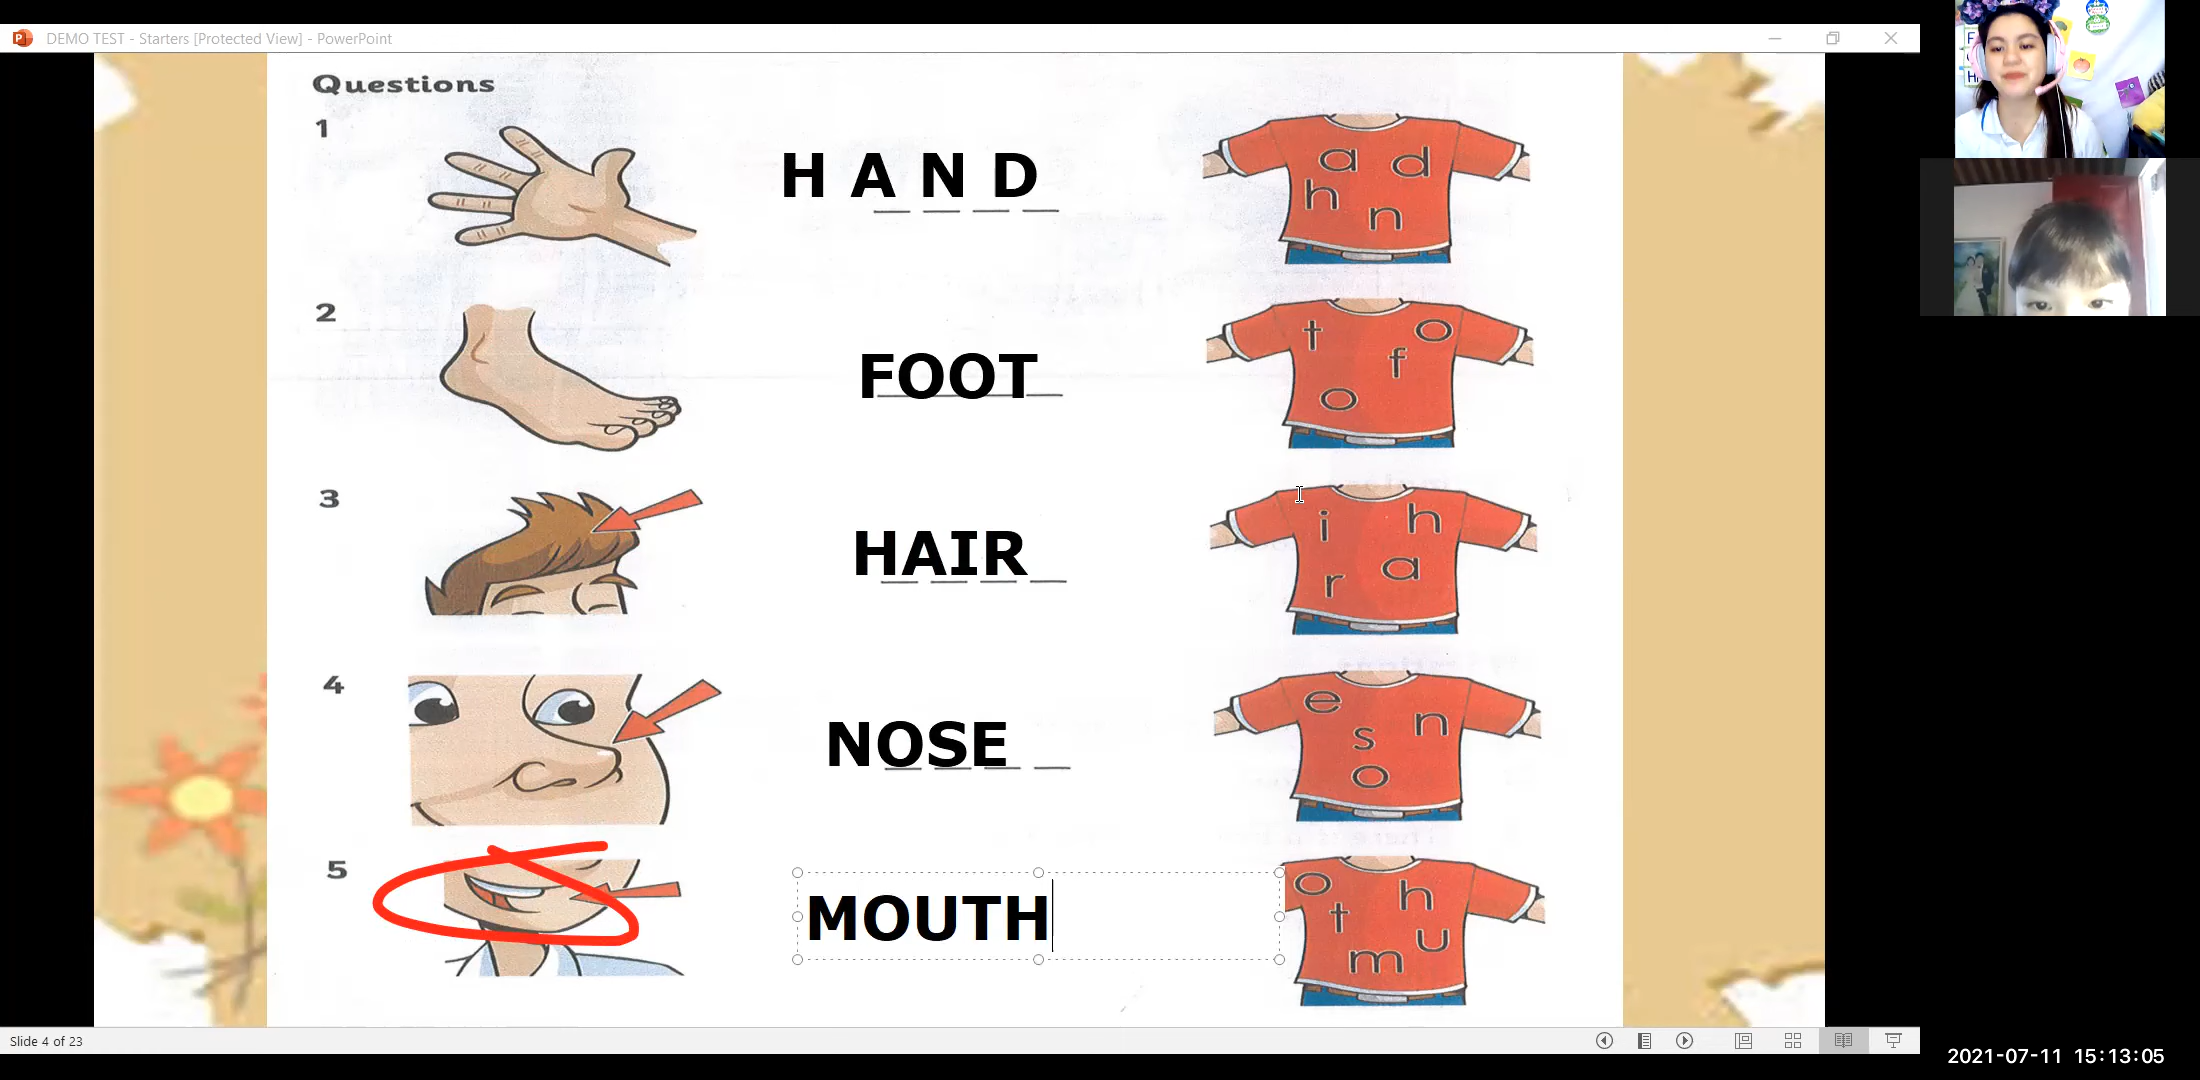 DEMO TEST - Starters [Protected View] - PowerPoint
Questions
1
H A N D
a d
h
n
2
FOOT
t o
f
o
3
HAIR
i h
r a
4
NOSE
e n
s
o
5
MOUTH
o h
t
u
m
Slide 4 of 23
2021-07-11 15:13:05